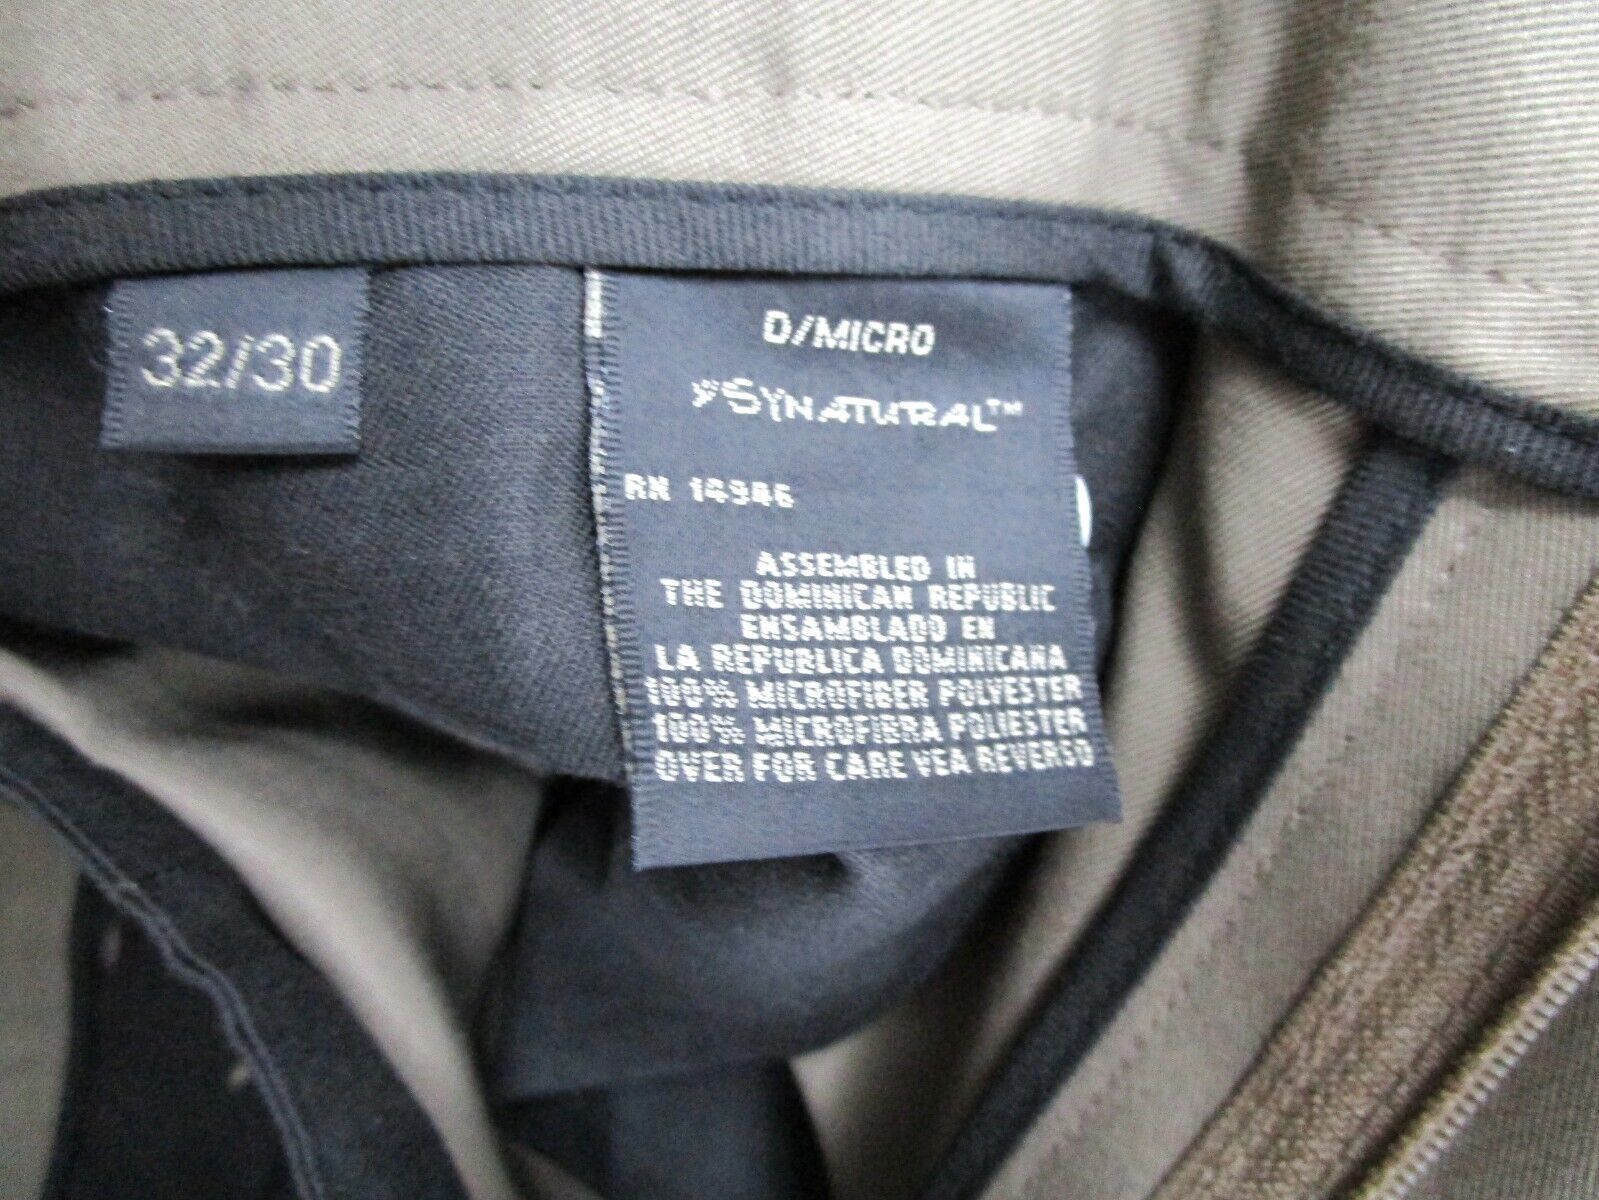 32/30
D/MICRO
SYNATURAL™
RN 14946
ASSEMBLED IN
THE DOMINICAN REPUBLIC
ENSAMBLADO EN
LA REPUBLICA DOMINICANA
100% MICROFIBER POLYESTER
100% MICROFIBRA POLIESTER
OVER FOR CARE VEA REVERSO